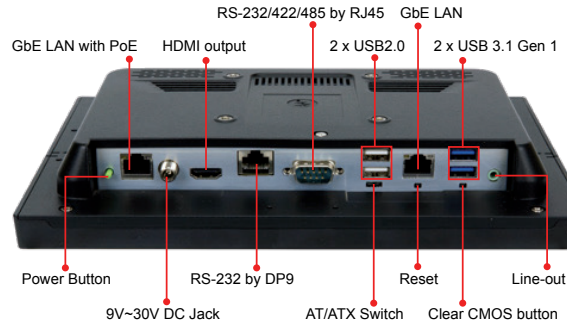 RS-232/422/485 by RJ45
GbE LAN
GbE LAN with PoE
HDMI output
2 x USB2.0
2 x USB 3.1 Gen 1
Power Button
RS-232 by DP9
Reset
Line-out
9V~30V DC Jack
AT/ATX Switch
Clear CMOS button